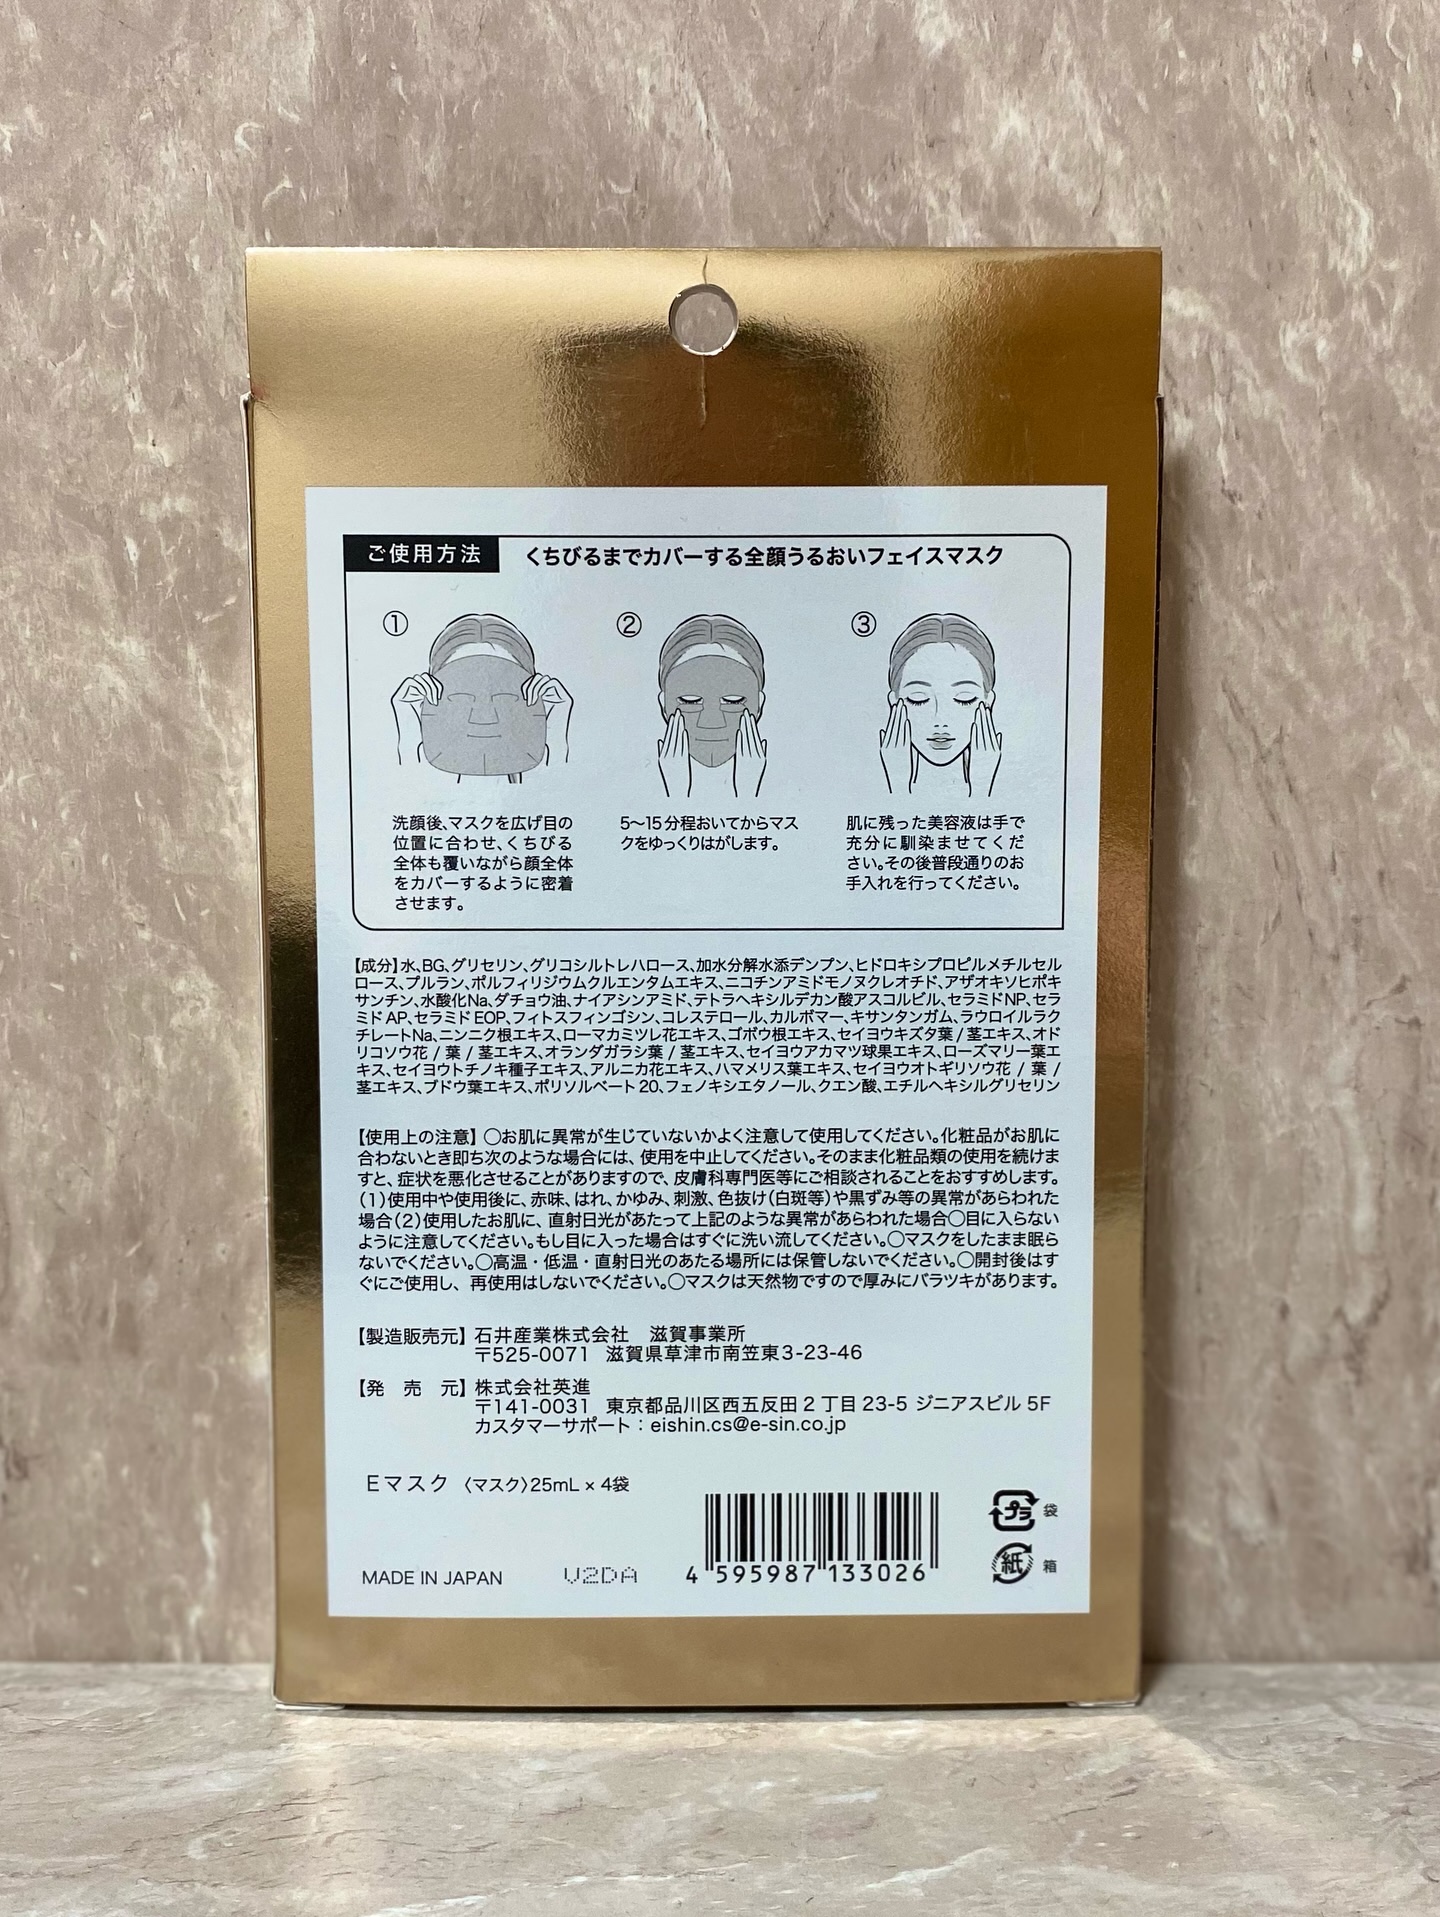 ご使用方法 くちびるまでカバーする全顔うるおいフェイスマスク
①
洗顔後、マスクを広げ目の
位置に合わせ、くちびる
全体も覆いながら顔全体
をカバーするように密着
させます。
②
5〜15分程おいてからマス
クをゆっくりはがします。
③
肌に残った美容液は手で
充分に馴染ませてくだ
さい。その後普段通りのお
手入れを行ってください。
【成分】水、BG、グリセリン、グリコシルトレハロース、加水分解水添デンプン、ヒドロキシプロピルメチルセル
ロース、プルラン、ポルフィリジウムクルエンタムエキス、ニコチンアミドモノヌクレオチド、アザオキソヒポキ
サンチン、水酸化Na、ダチョウ油、ナイアシンアミド、テトラヘキシルデカン酸アスコルビル、セラミドNP、セラ
ミドAP、セラミドEOP、フィトスフィンゴシン、コレステロール、カルボマー、キサンタンガム、ラウロイルラク
チレートNa、ニンニク根エキス、ローマカミツレ花エキス、ゴボウ根エキス、セイヨウキズタ葉 / 茎エキス、オド
リコソウ花 / 葉 / 茎エキス、オランダガラシ葉 / 茎エキス、セイヨウアカマツ球果エキス、ローズマリー葉エ
キス、セイヨウトチノキ種子エキス、アルニカ花エキス、ハマメリス葉エキス、セイヨウオトギリソウ花 / 葉 /
茎エキス、ブドウ葉エキス、ポリソルベート20、フェノキシエタノール、クエン酸、エチルヘキシルグリセリン
【使用上の注意】○お肌に異常が生じていないかよく注意して使用してください。化粧品がお肌に
合わないとき即ち次のような場合には、使用を中止してください。そのまま化粧品類の使用を続けま
すと、症状を悪化させることがありますので、皮膚科専門医等にご相談されることをおすすめします。
(1)使用中や使用後に、赤味、はれ、かゆみ、刺激、色抜け(白斑等)や黒ずみ等の異常があらわれた
場合(2)使用したお肌に、直射日光があたって上記のような異常があらわれた場合○目に入らない
ように注意してください。もし目に入った場合はすぐに洗い流してください。○マスクをしたまま眠ら
ないでください。○高温・低温・直射日光のあたる場所には保管しないでください。○開封後はす
ぐにご使用し、再使用はしないでください。○マスクは天然物ですので厚みにバラツキがあります。
【製造販売元】石井産業株式会社 滋賀事業所
〒525-0071 滋賀県草津市南笠東3-23-46
【発 売 元】株式会社英進
〒141-0031 東京都品川区西五反田2丁目23-5 ジニアスビル5F
カスタマーサポート：eishin.cs@e-sin.co.jp
Eマスク 〈マスク〉25mL × 4袋
プラ 袋
紙 箱
MADE IN JAPAN V2DA 4 595987 133026